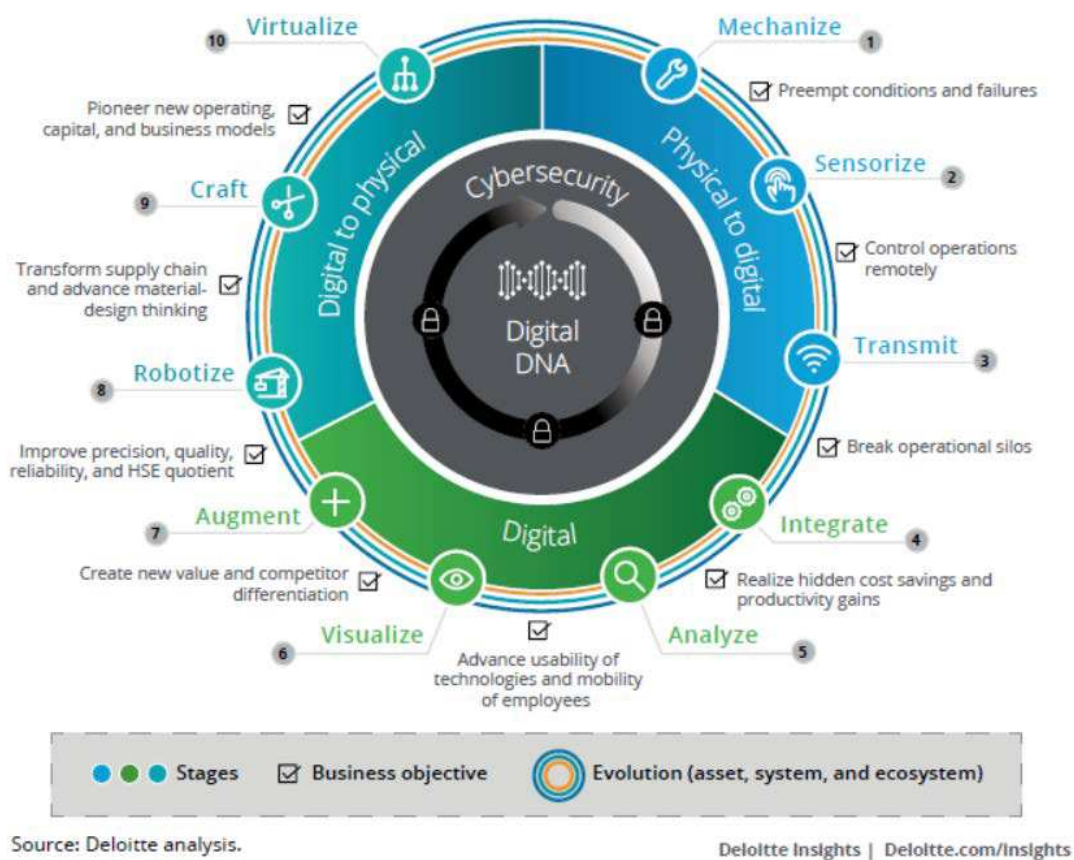 10
Virtualize
Mechanize
1
Pioneer new operating,
capital, and business models
Preempt conditions and failures
Digital to physical
Cybersecurity
Physical to digital
Craft
9
Sensorize
2
Transform supply chain
and advance material-
design thinking
Control operations
remotely
Digital
DNA
Robotize
8
Transmit
3
Improve precision, quality,
reliability, and HSE quotient
Break operational silos
Augment
7
Digital
Integrate
4
Create new value and competitor
differentiation
Realize hidden cost savings and
productivity gains
Visualize
6
Analyze
5
Advance usability of
technologies and mobility
of employees
Stages
Business objective
Evolution (asset, system, and ecosystem)
Source: Deloitte analysis.
Deloitte Insights | Deloitte.com/insights